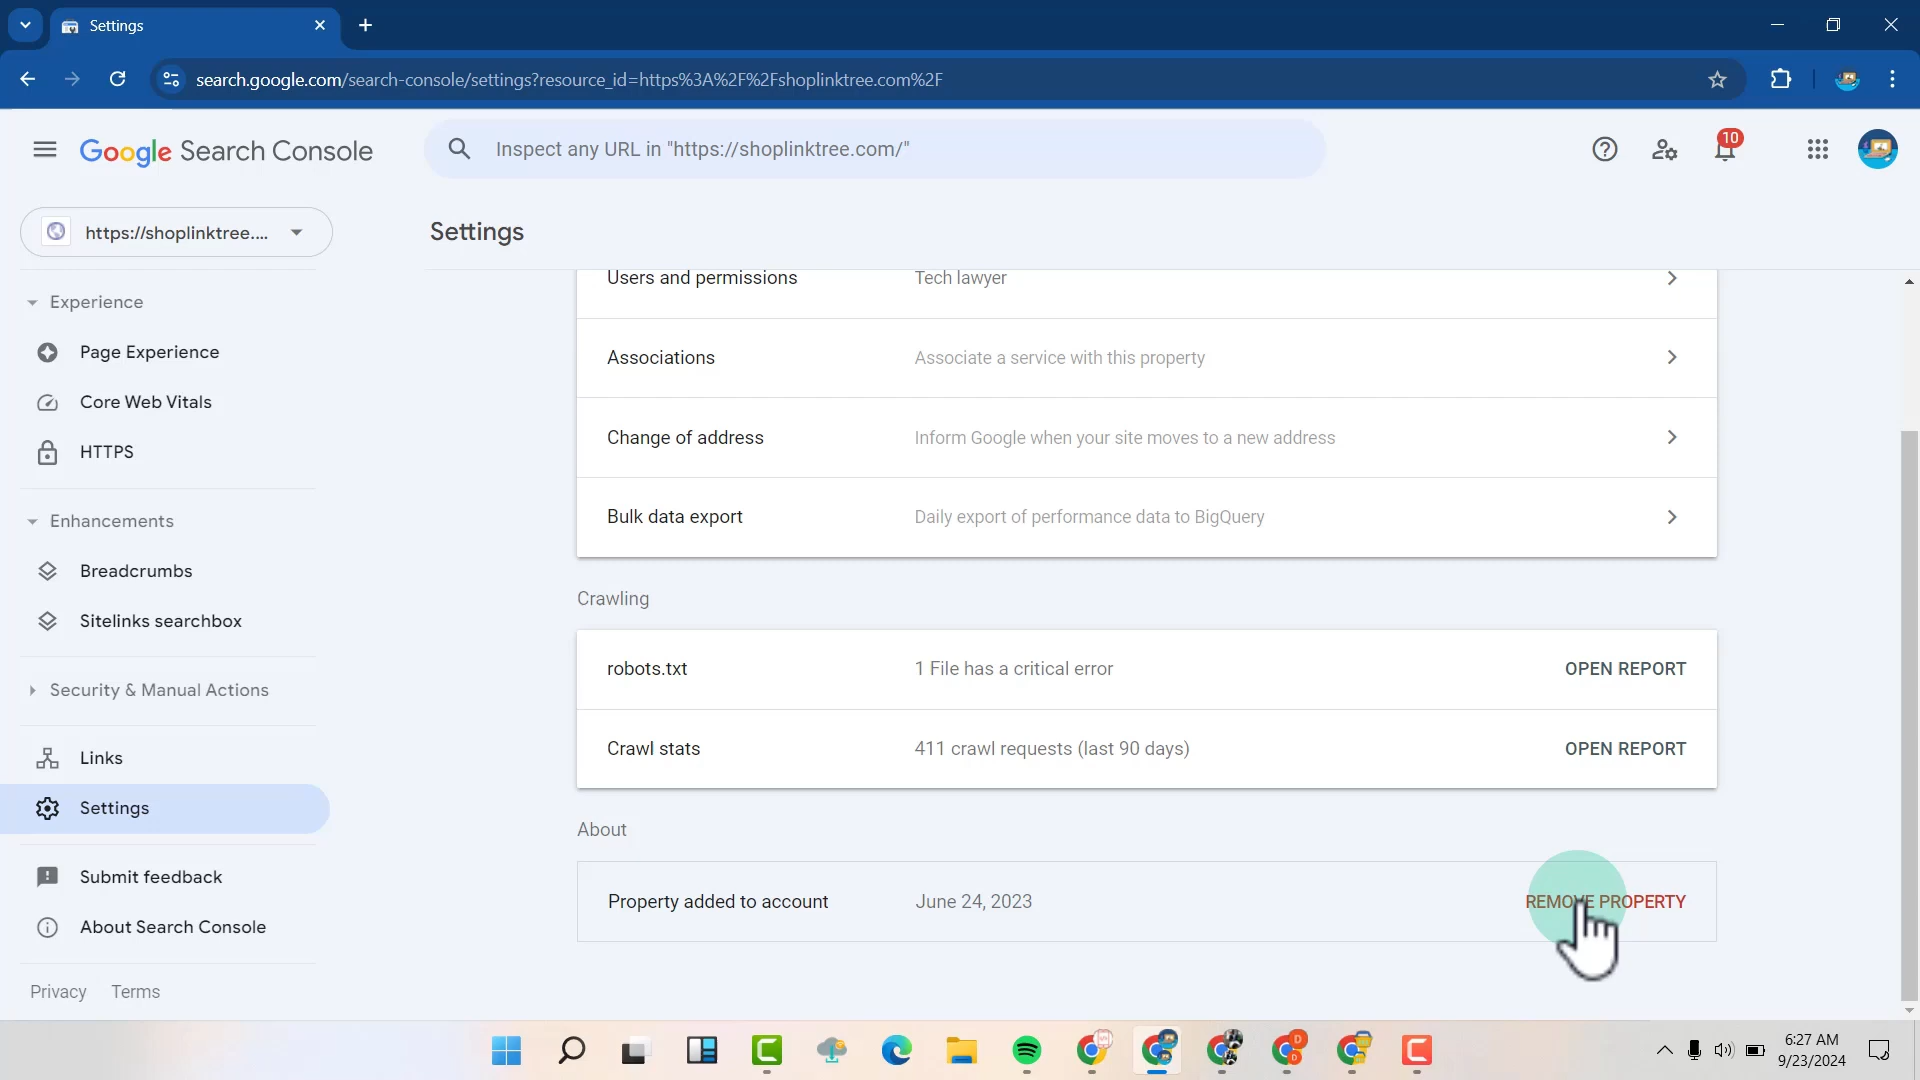 Settings
search.google.com/search-console/settings?resource_id=https%3A%2F%2Fshoplinktree.com%2F
Google Search Console
Inspect any URL in "https://shoplinktree.com/"
10
https://shoplinktree....
Settings
Experience
Page Experience
Core Web Vitals
HTTPS
Enhancements
Breadcrumbs
Sitelinks searchbox
Security & Manual Actions
Links
Settings
Submit feedback
About Search Console
Privacy Terms
Users and permissions Tech lawyer
Associations Associate a service with this property
Change of address Inform Google when your site moves to a new address
Bulk data export Daily export of performance data to BigQuery
Crawling
robots.txt 1 File has a critical error OPEN REPORT
Crawl stats 411 crawl requests (last 90 days) OPEN REPORT
About
Property added to account June 24, 2023 REMOVE PROPERTY
6:27 AM
9/23/2024